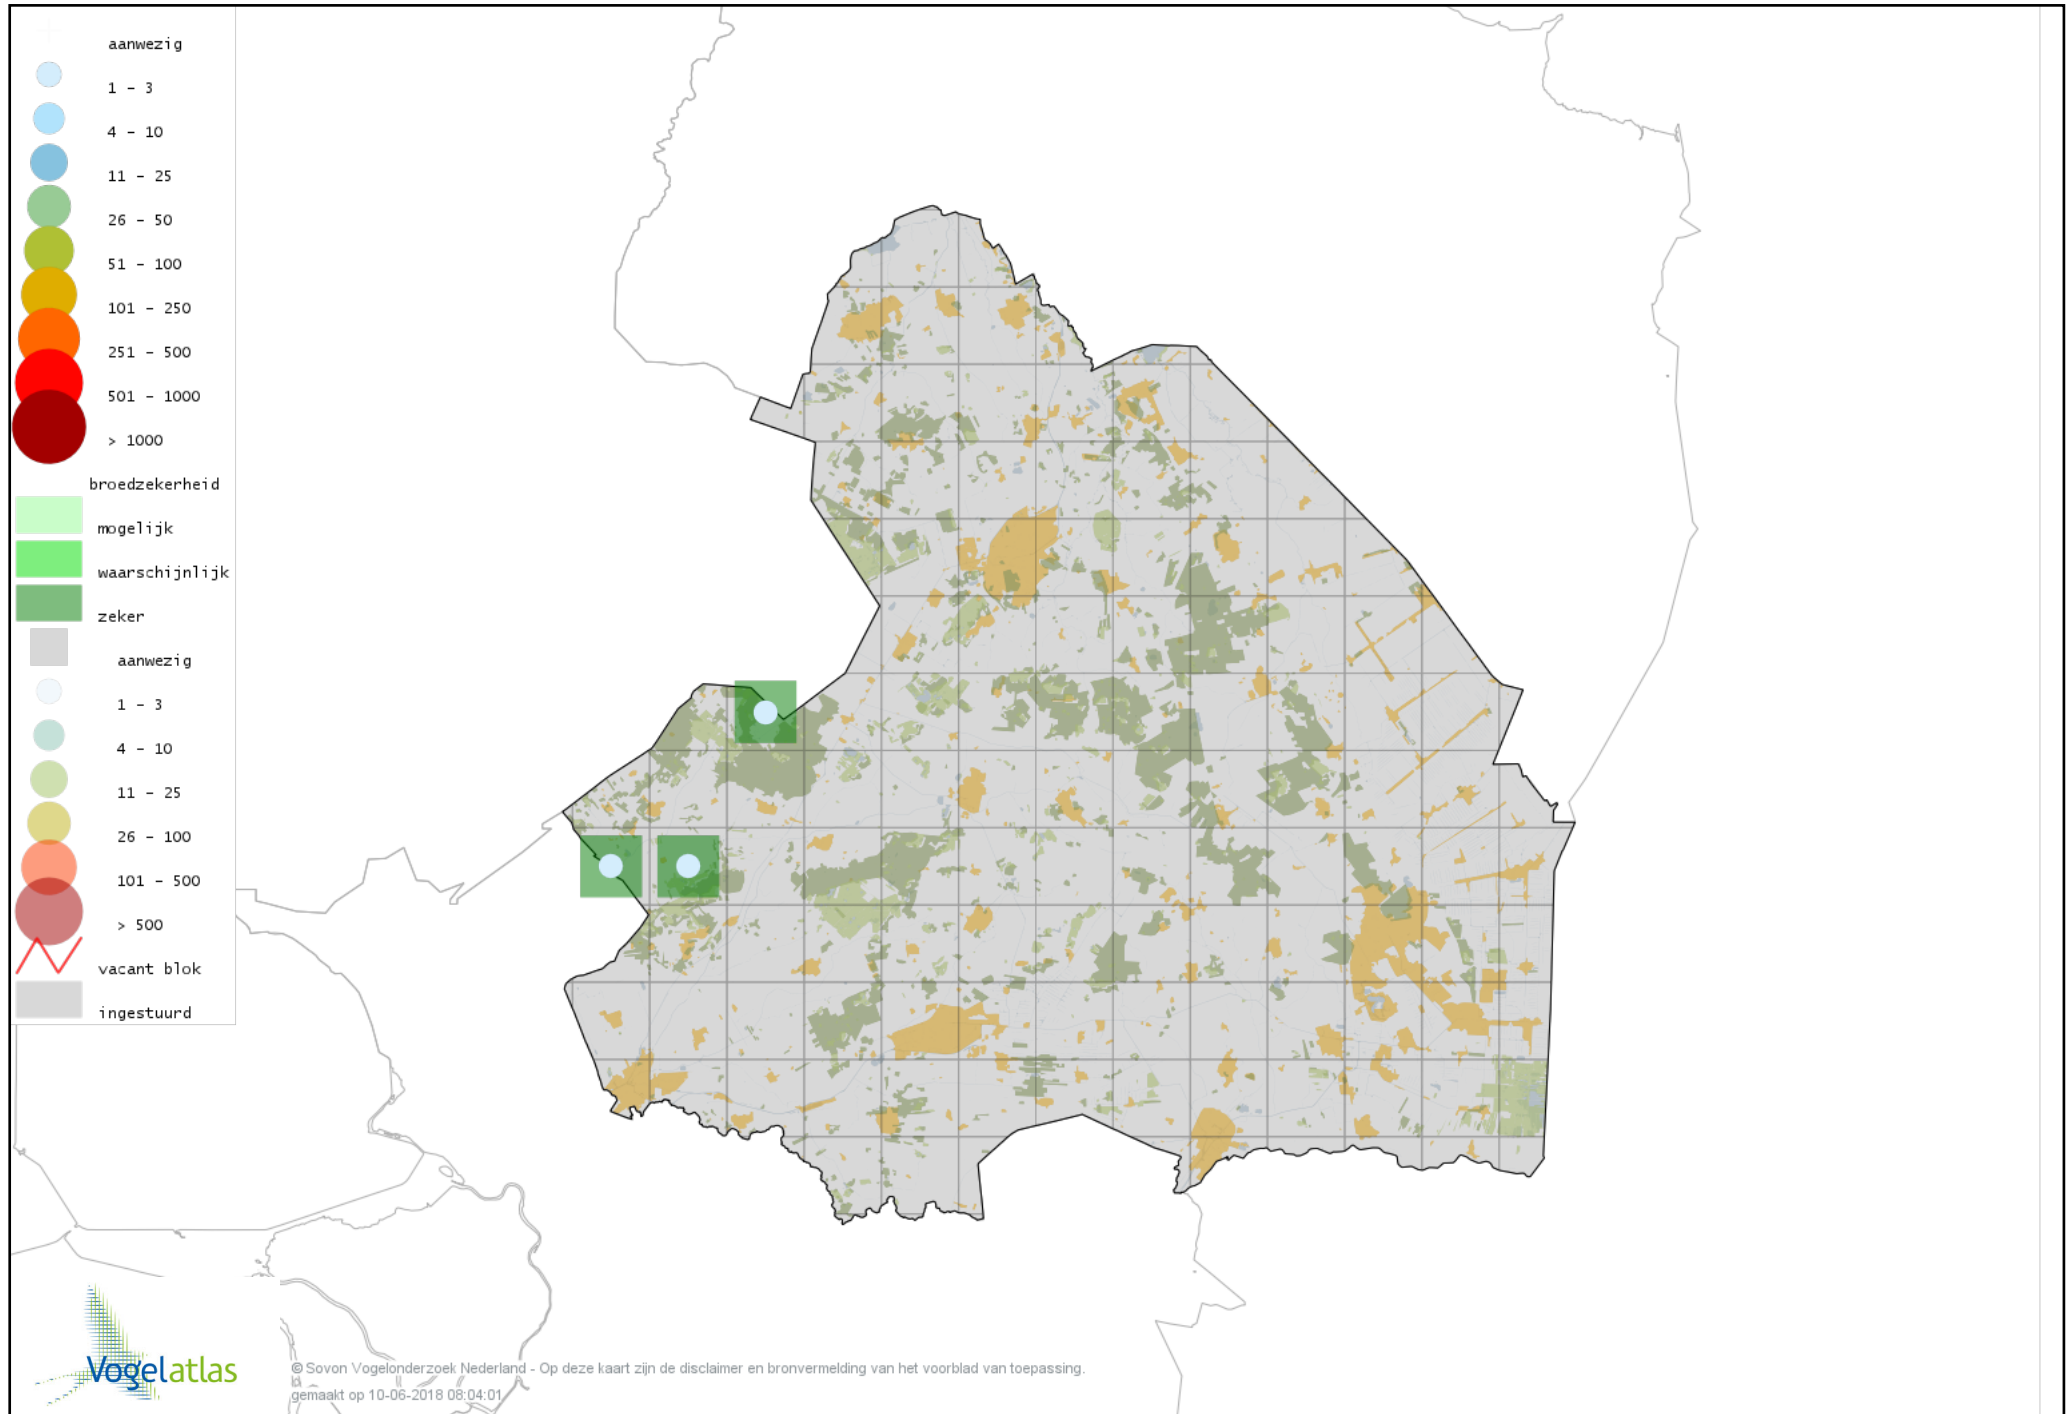 aanwezig
1 - 3
4 - 10
11 - 25
26 - 50
51 - 100
101 - 250
251 - 500
501 - 1000
> 1000
broedzekerheid
mogelijk
waarschijnlijk
zeker
aanwezig
1 - 3
4 - 10
11 - 25
26 - 100
101 - 500
> 500
vacant blok
ingestuurd
Vogelatlas
© Sovon Vogelonderzoek Nederland - Op deze kaart zijn de disclaimer en bronvermelding van het voorblad van toepassing.
gemaakt op 10-06-2018 08:04:01